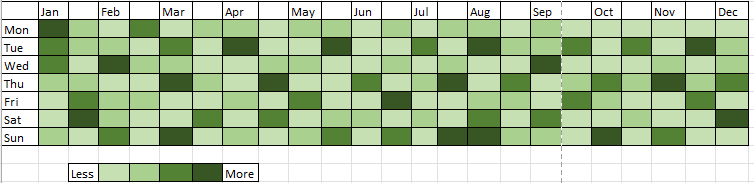 Jan Feb Mar Apr May Jun Jul Aug Sep Oct Nov Dec
Mon
Tue
Wed
Thu
Fri
Sat
Sun
Less More